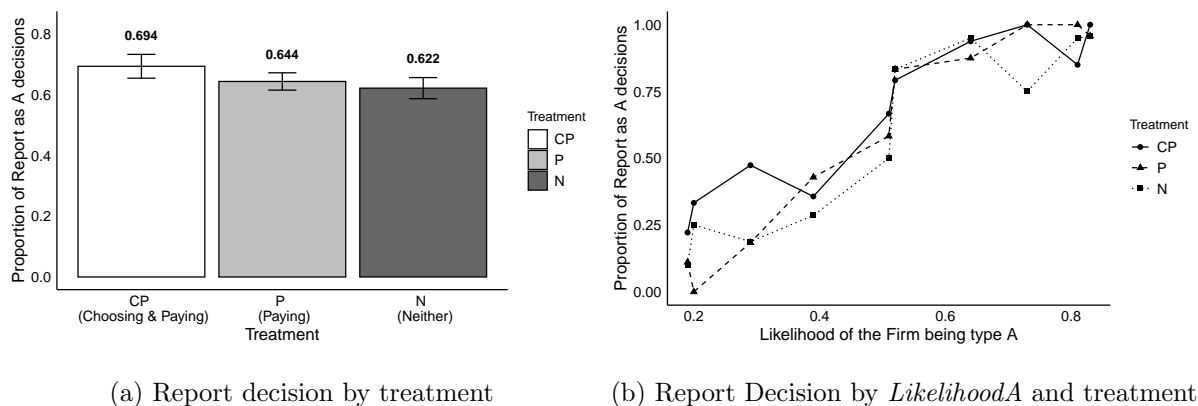 Proportion of Report as A decisions
0.8
0.6
0.4
0.2
0.0
0.694
0.644
0.622
CP
(Choosing & Paying)
P
(Paying)
N
(Neither)
Treatment
Treatment
CP
P
N
(a) Report decision by treatment
Proportion of Report as A decisions
1.00
0.75
0.50
0.25
0.00
0.2
0.4
0.6
0.8
Likelihood of the Firm being type A
Treatment
CP
P
N
(b) Report Decision by LikelihoodA and treatment